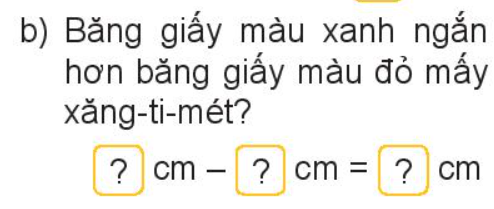 b) Băng giấy màu xanh ngắn
hơn băng giấy màu đỏ mấy
xăng-ti-mét?
? cm – ? cm = ? cm